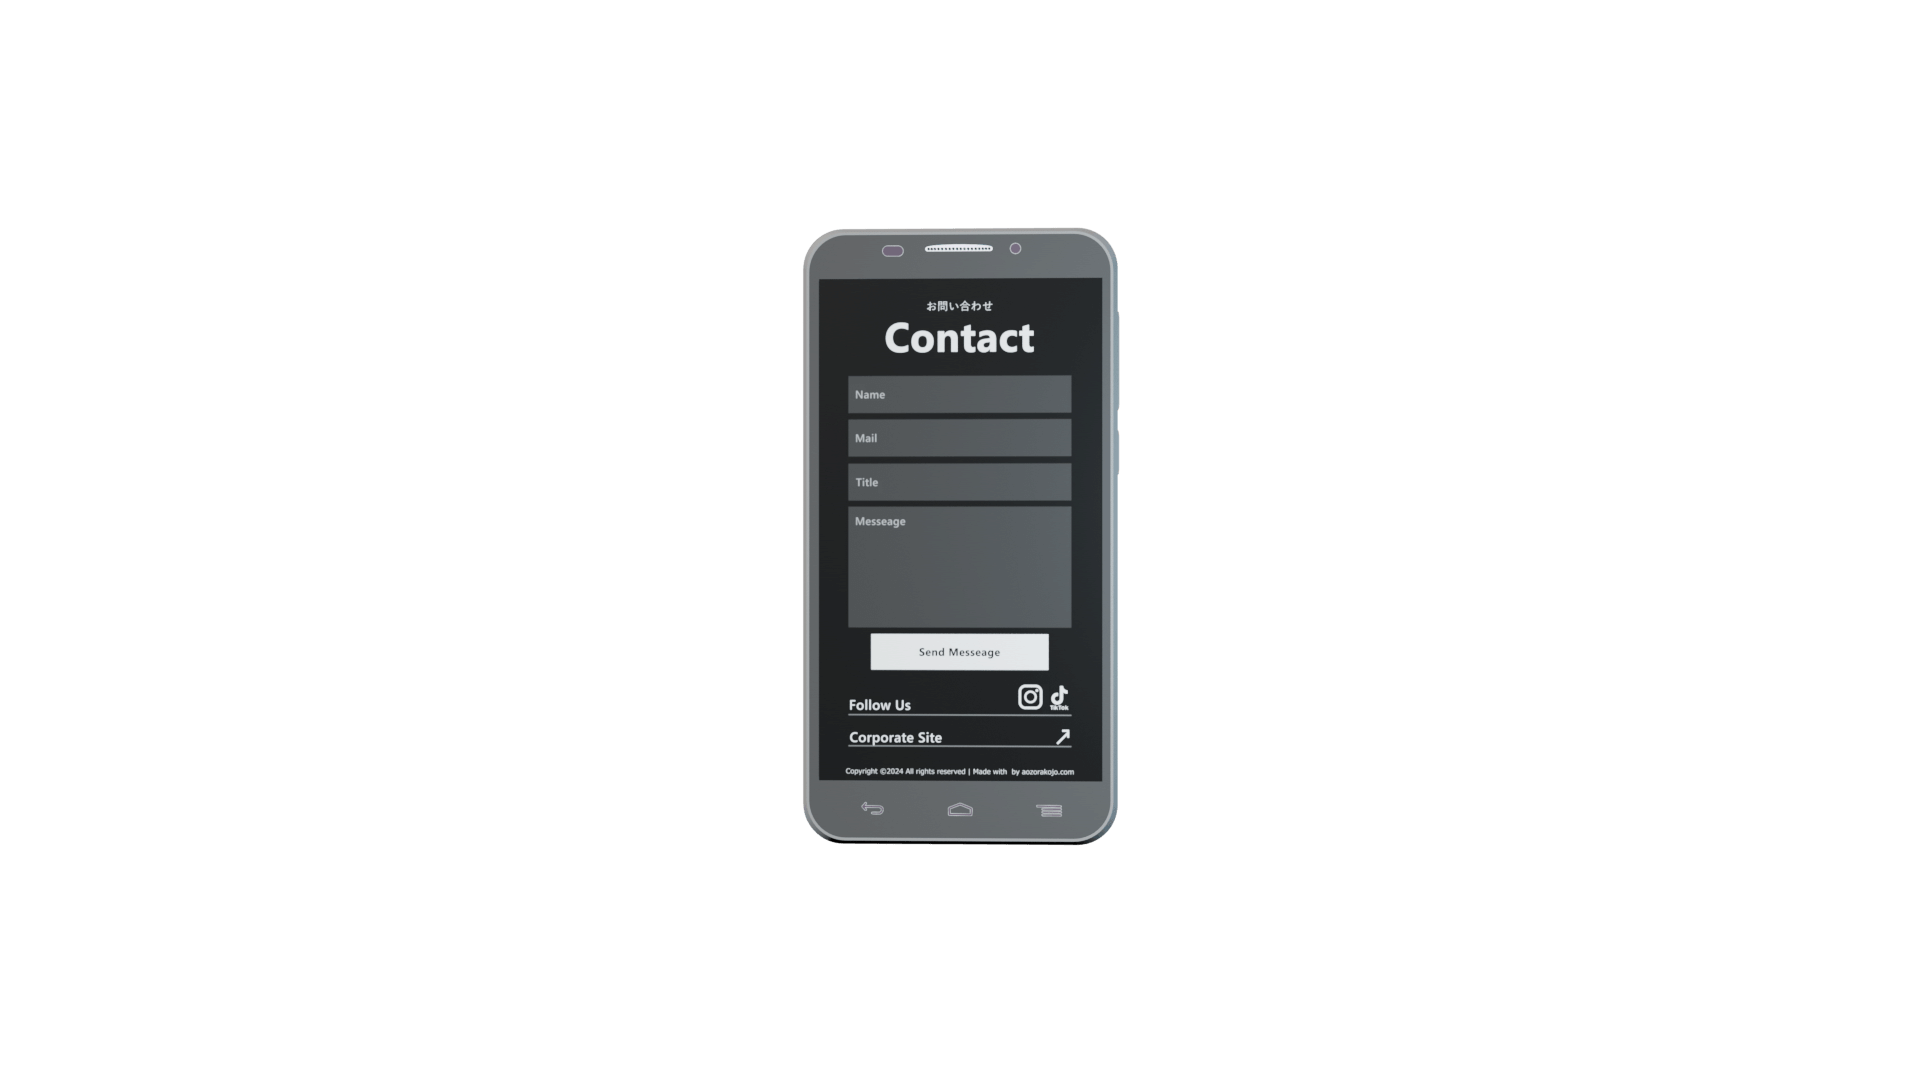 お問い合わせ
Contact
Name
Mail
Title
Messeage
Send Messeage
Follow Us
TikTok
Corporate Site
Copyright ©2024 All rights reserved | Made with by aozorakojo.com